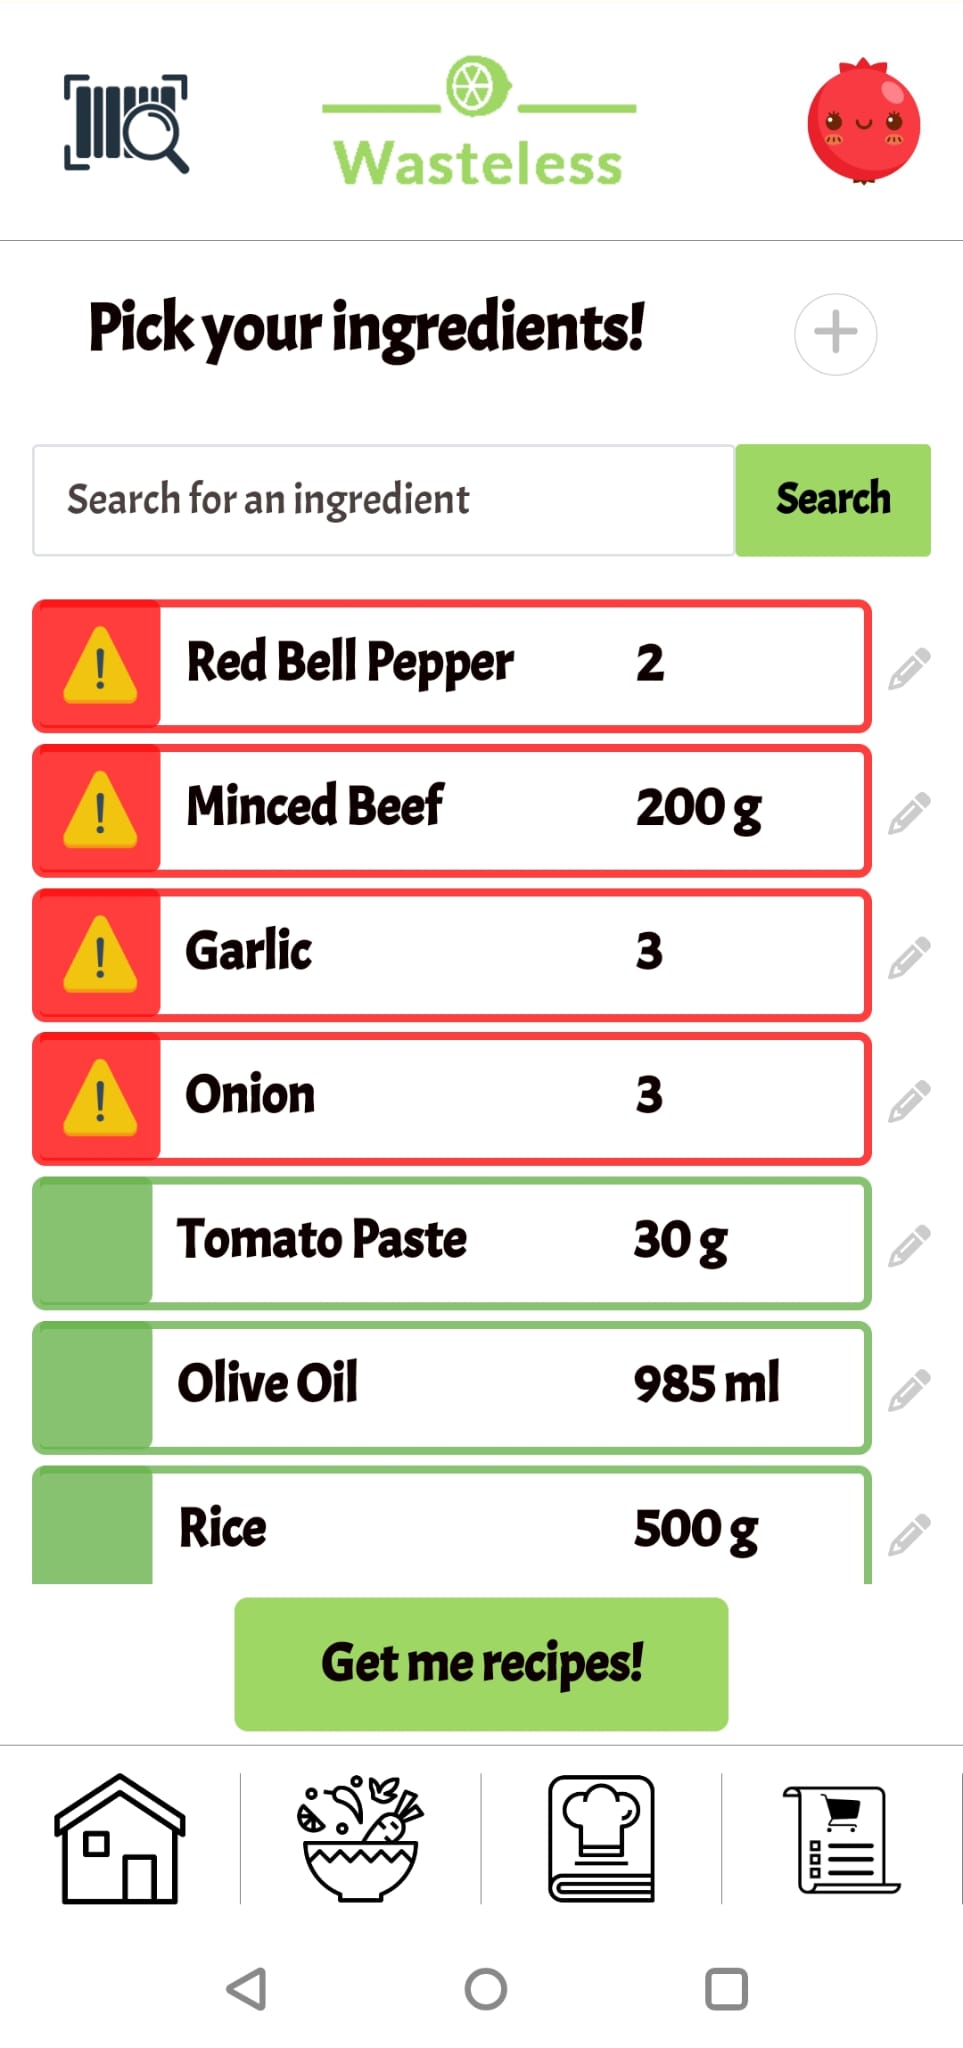 Wasteless
Pick your ingredients!
Search for an ingredient
Search
Red Bell Pepper 2
Minced Beef 200 g
Garlic 3
Onion 3
Tomato Paste 30 g
Olive Oil 985 ml
Rice 500 g
Get me recipes!